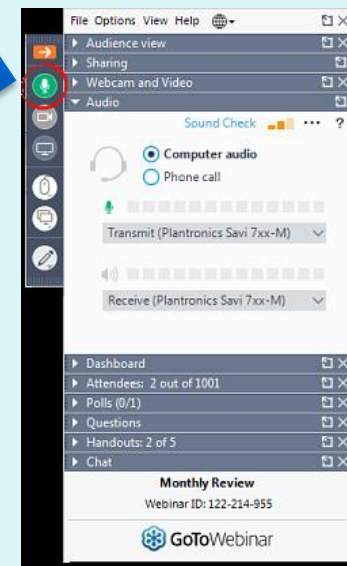 File Options View Help
Audience view
Sharing
Webcam and Video
Audio
Sound Check ?
Computer audio
Phone call
Transmit (Plantronics Savi 7xx-M)
Receive (Plantronics Savi 7xx-M)
Dashboard
Attendees: 2 out of 1001
Polls (0/1)
Questions
Handouts: 2 of 5
Chat
Monthly Review
Webinar ID: 122-214-955
GoToWebinar